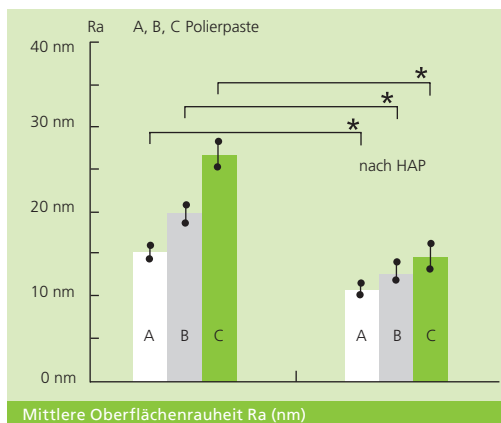 Ra A, B, C Polierpaste
40 nm
*
*
30 nm
*
nach HAP
20 nm
10 nm
A B C A B C
0 nm
Mittlere Oberflächenrauheit Ra (nm)